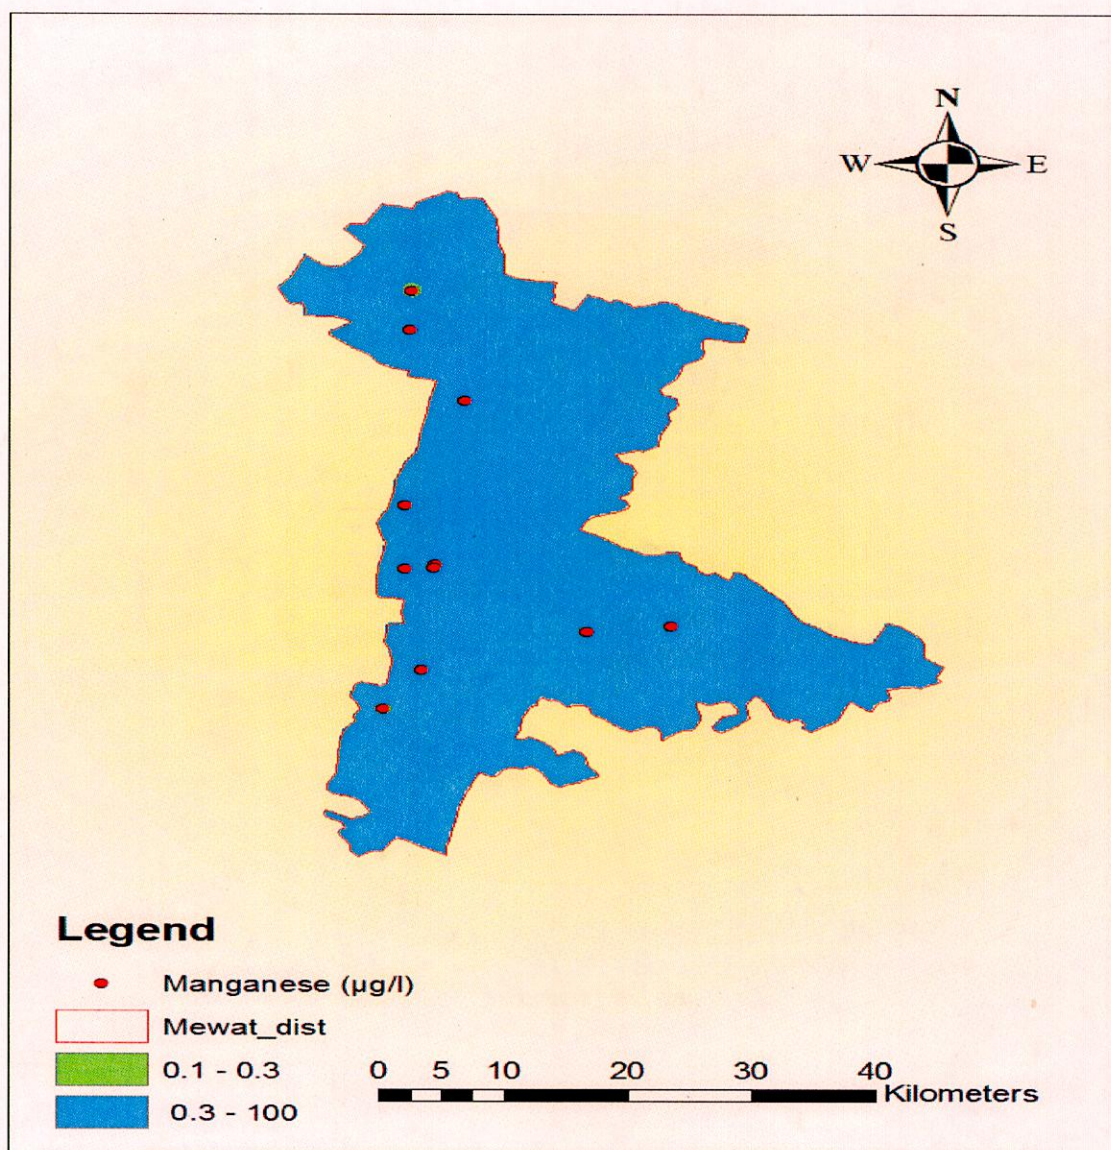 N
W E
S
Legend
Manganese (µg/l)
Mewat_dist
0.1 - 0.3
0.3 - 100
0 5 10 20 30 40
Kilometers